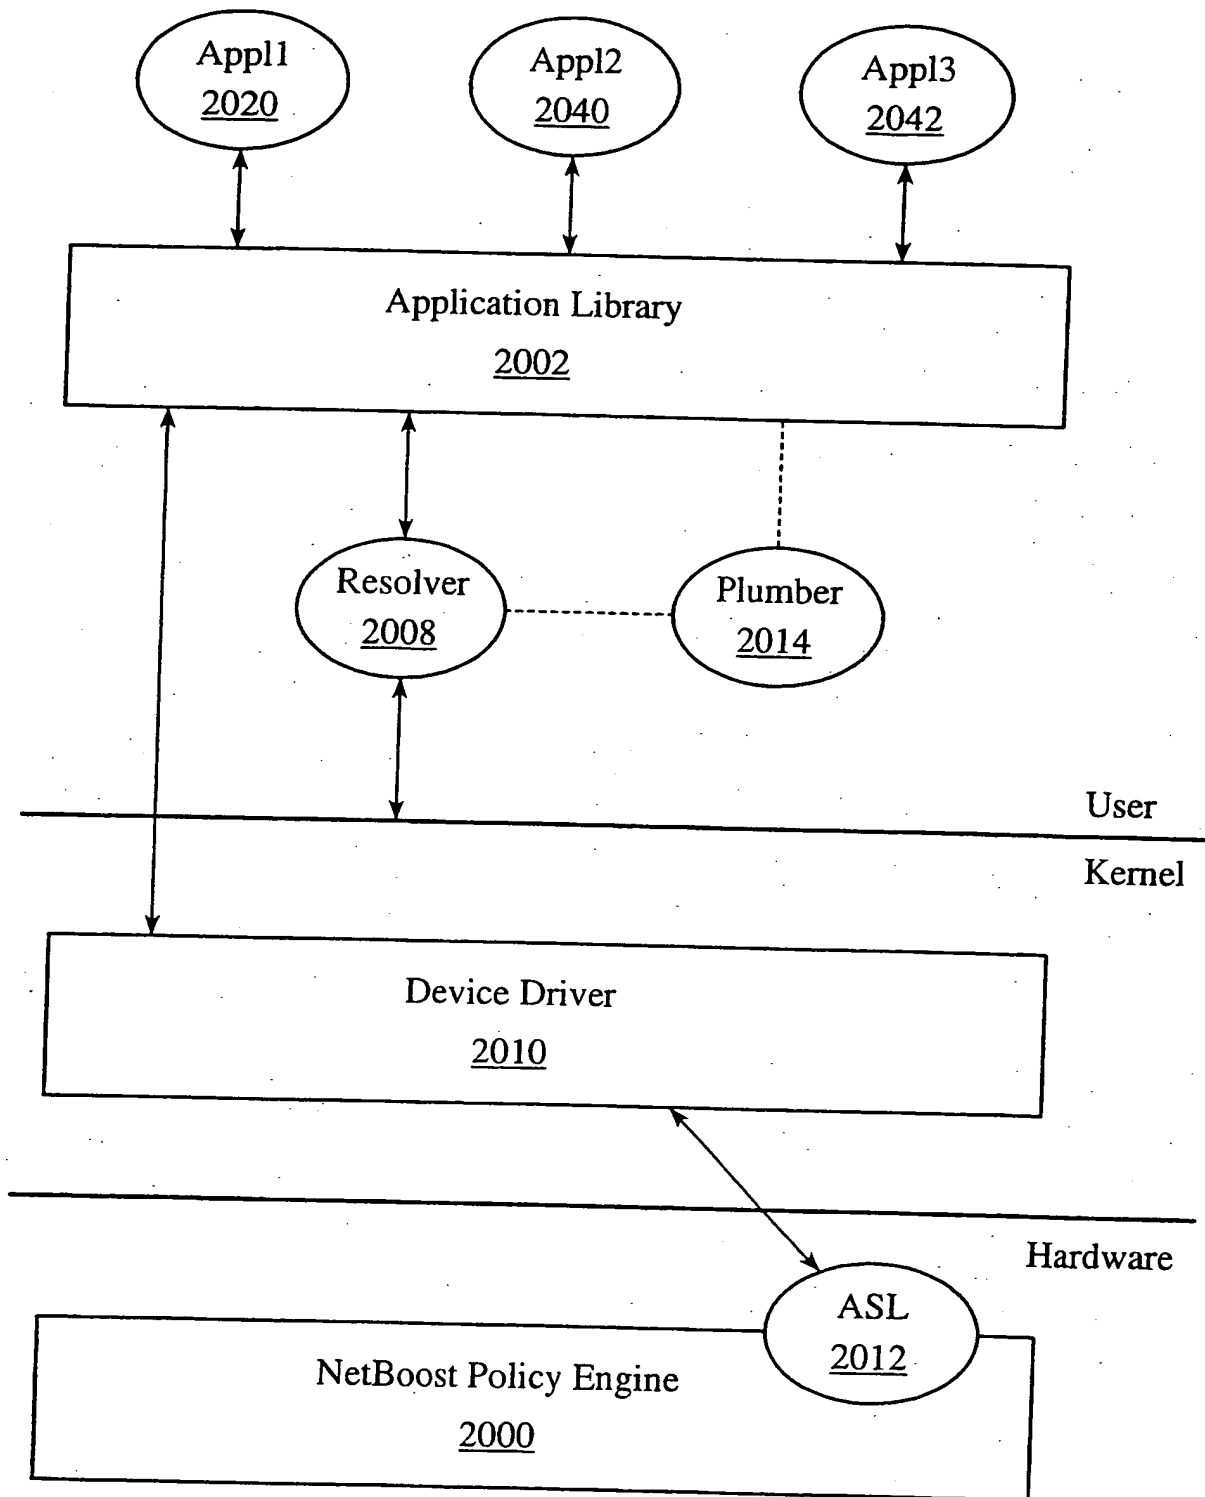 Appl1
2020
Appl2
2040
Appl3
2042
Application Library
2002
Resolver
2008
Plumber
2014
User
Kernel
Device Driver
2010
Hardware
ASL
2012
NetBoost Policy Engine
2000